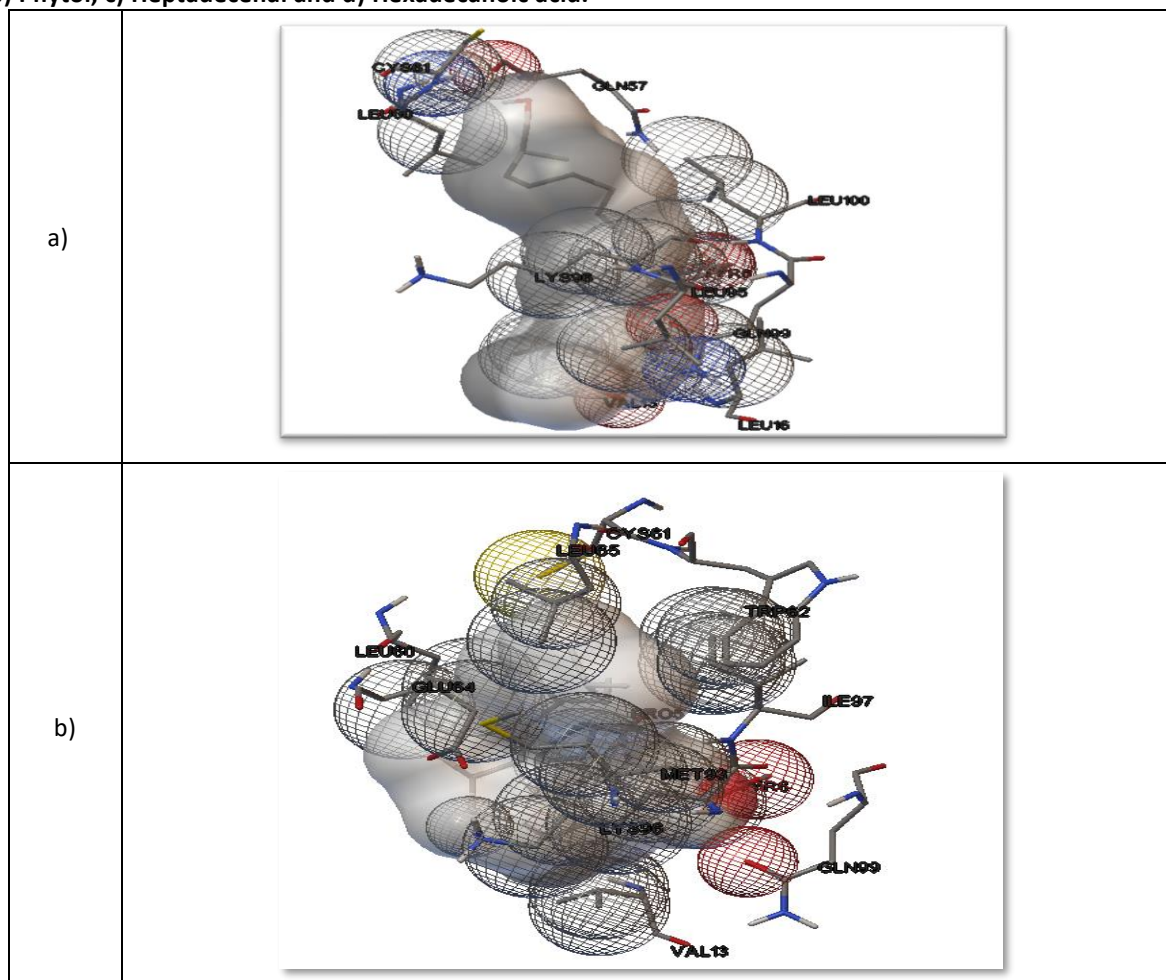 Phytol, c) Heptadecenal and d) Hexadecanoic acid.
a)
CYS61
GLN57
LEU60
LEU100
LYS96
LEU65
GLN99
LEU16
b)
CYS61
LEU65
TRP62
LEU60
GLU64
ILE97
MET93
LYS96
GLN99
VAL13